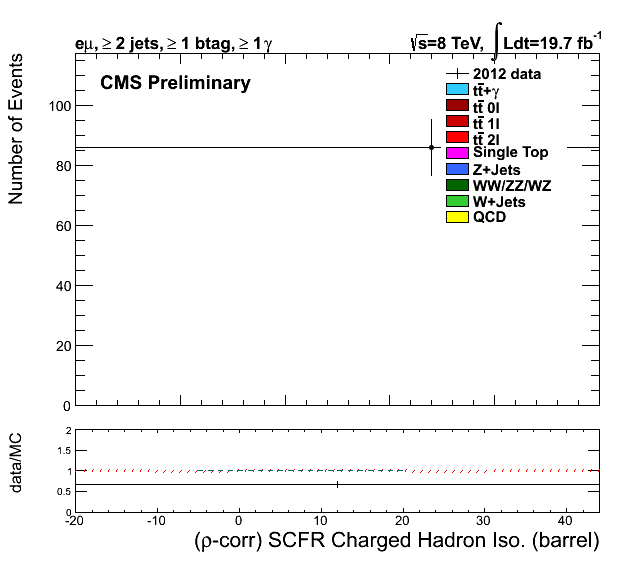 eμ, ≥ 2 jets, ≥ 1 btag, ≥ 1 γ
√s=8 TeV, ∫ Ldt=19.7 fb⁻¹
CMS Preliminary
2012 data
tt̄+γ
tt̄ 0l
tt̄ 1l
tt̄ 2l
Single Top
Z+Jets
WW/ZZ/WZ
W+Jets
QCD
Number of Events
100
80
60
40
20
0
data/MC
2
1.5
1
0.5
0
-20 -10 0 10 20 30 40
(ρ-corr) SCFR Charged Hadron Iso. (barrel)